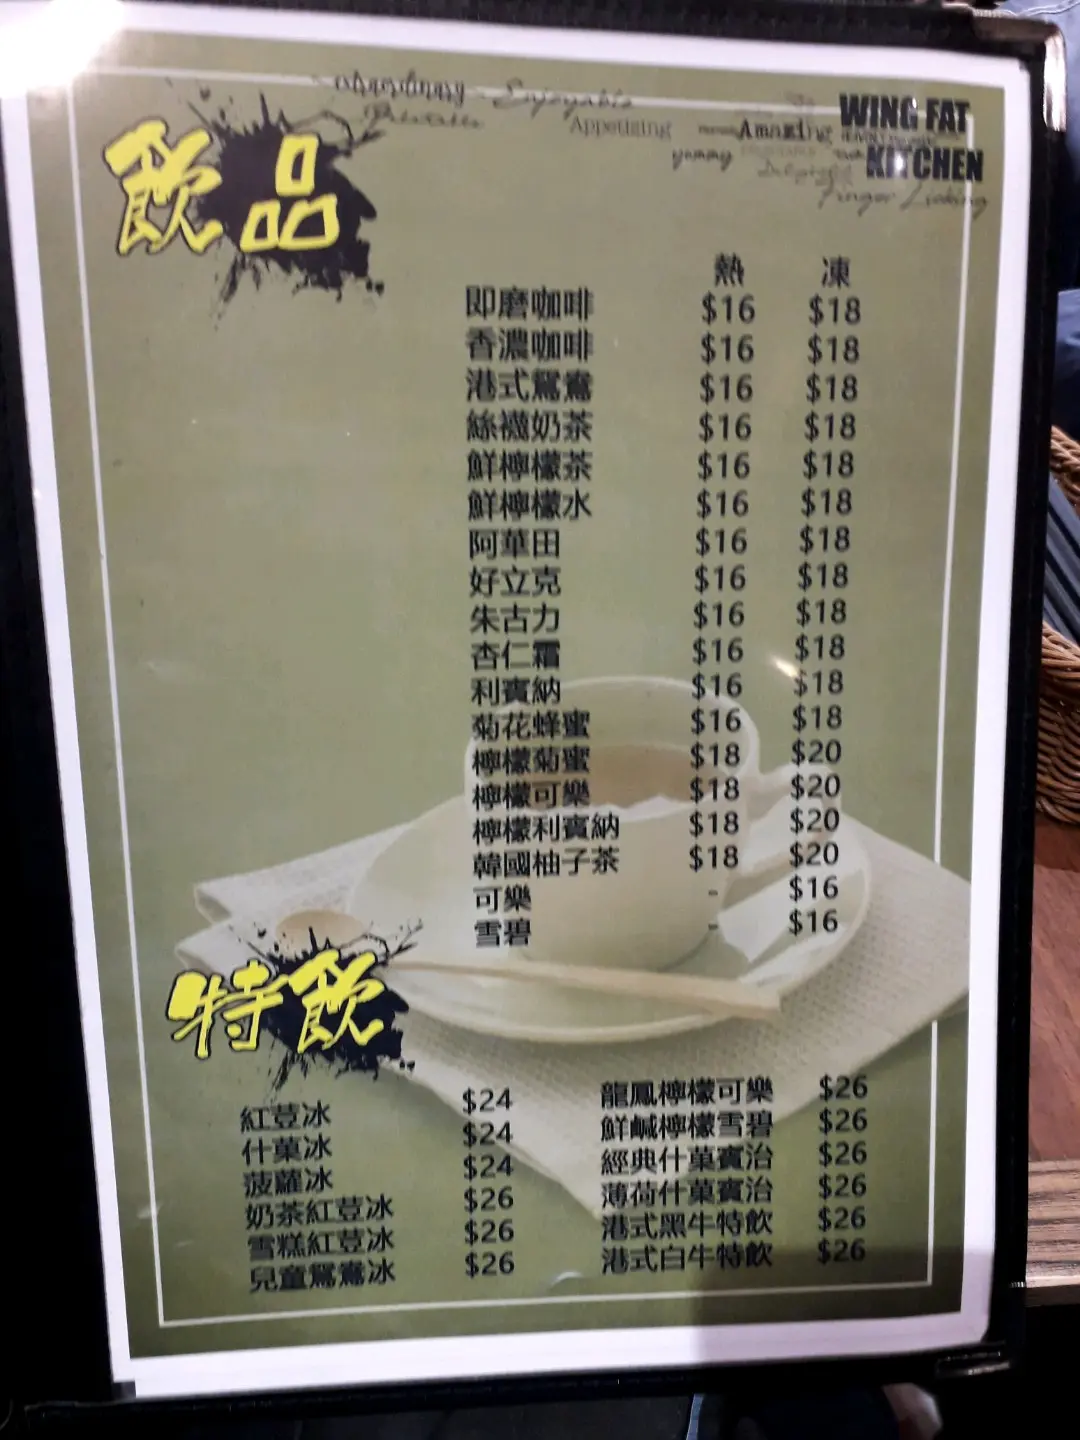 extraordinary Enjoyable
Appetising Amazing WING FAT
yummy KITCHEN
Finger Licking
飲品
熱 凍
即磨咖啡 $16 $18
香濃咖啡 $16 $18
港式鴛鴦 $16 $18
絲襪奶茶 $16 $18
鮮檸檬茶 $16 $18
鮮檸檬水 $16 $18
阿華田 $16 $18
好立克 $16 $18
朱古力 $16 $18
杏仁霜 $16 $18
利賓納 $16 $18
菊花蜂蜜 $16 $18
檸檬菊蜜 $18 $20
檸檬可樂 $18 $20
檸檬利賓納 $18 $20
韓國柚子茶 $18 $20
可樂 - $16
雪碧 - $16
特飲
紅荳冰 $24
什菓冰 $24
菠蘿冰 $24
奶茶紅荳冰 $26
雪糕紅荳冰 $26
兒童鴛鴦冰 $26
龍鳳檸檬可樂 $26
鮮鹹檸檬雪碧 $26
經典什菓賓治 $26
薄荷什菓賓治 $26
港式黑牛特飲 $26
港式白牛特飲 $26